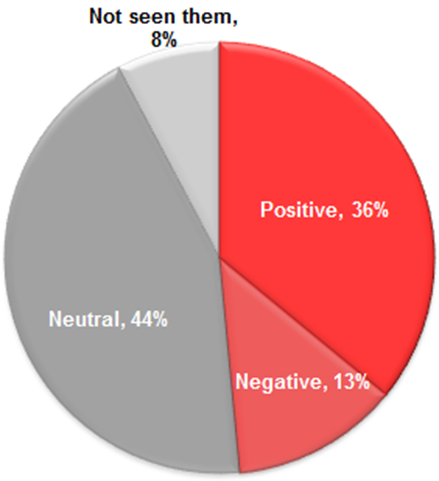 Not seen them,
8%
Positive, 36%
Neutral, 44%
Negative, 13%